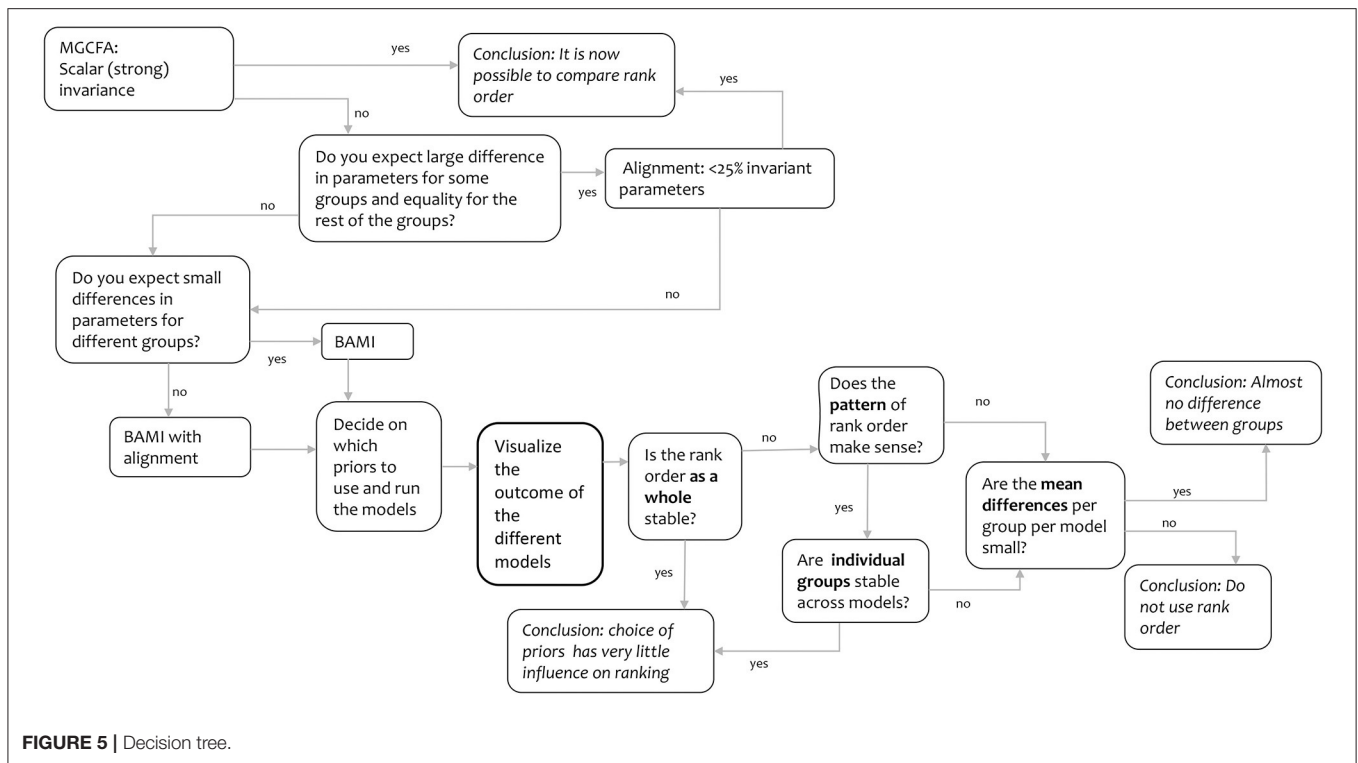 MGCFA:
Scalar (strong)
invariance
yes
Conclusion: It is now
possible to compare rank
order
yes
no
Do you expect large difference
in parameters for some
groups and equality for the
rest of the groups?
yes
Alignment: <25% invariant
parameters
no
Do you expect small
differences in
parameters for
different groups?
no
yes
BAMI
no
BAMI with
alignment
Decide on
which
priors to
use and run
the models
Visualize
the
outcome of
the
different
models
Is the rank
order as a
whole
stable?
no
Does the
pattern of
rank order
make sense?
no
Conclusion: Almost
no difference
between groups
yes
Are the mean
differences per
group per model
small?
yes
no
yes
Are individual
groups stable
across models?
no
Conclusion: Do
not use rank
order
Conclusion: choice of
priors has very little
influence on ranking
yes
FIGURE 5 | Decision tree.